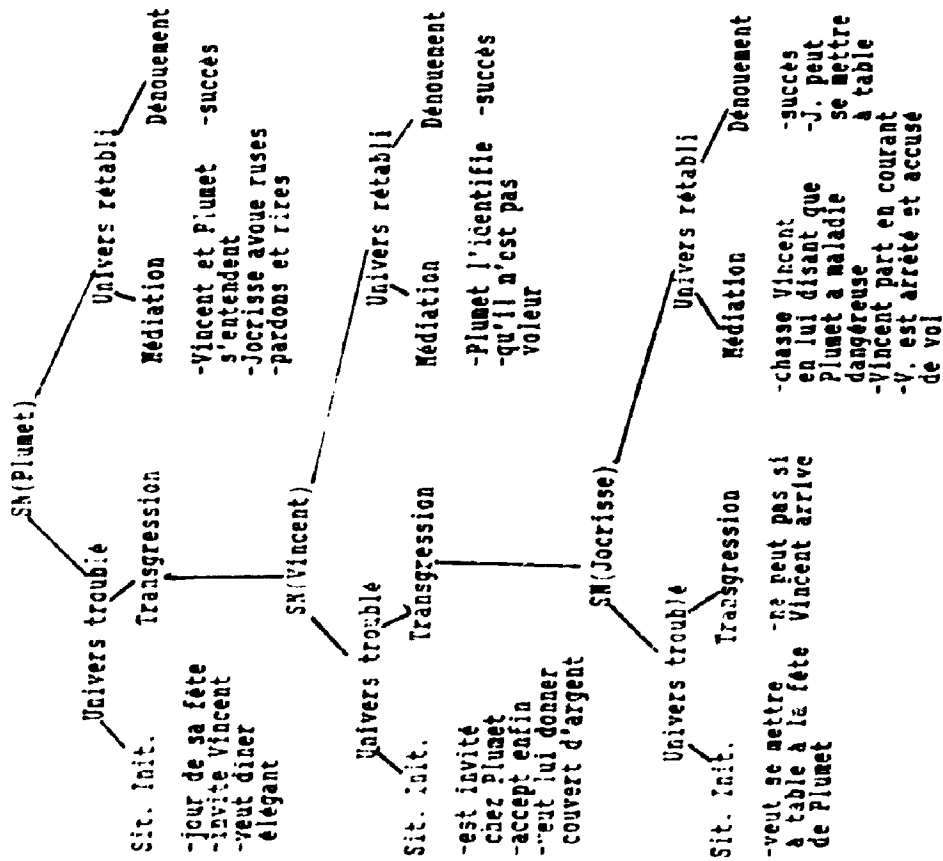 SN(Plumet)
Univers troublé
Univers rétabli
Sit. Init.
Transgression
Médiation
Dénouement
-jour de sa fête
-invite Vincent
-veut diner
élégant
-Vincent et Plumet
s'entendent
-Jocrisse avoue ruses
-pardons et rires
-succès
SN(Vincent)
Univers troublé
Univers rétabli
Sit. Init.
Transgression
Médiation
Dénouement
-est invité
chez Plumet
-accept enfin
-veut lui donner
couvert d'argent
-Plumet l'identifie
-qu'il n'est pas
voleur
-succès
SN(Jocrisse)
Univers troublé
Univers rétabli
Sit. Init.
Transgression
Médiation
Dénouement
-veut se mettre
à table à la fête
de Plumet
-ne peut pas si
Vincent arrive
-chasse Vincent
en lui disant que
Plumet a maladie
dangéreuse
-Vincent part en courant
-V. est arrêté et accusé
de vol
-succès
-J. peut
se mettre
à table